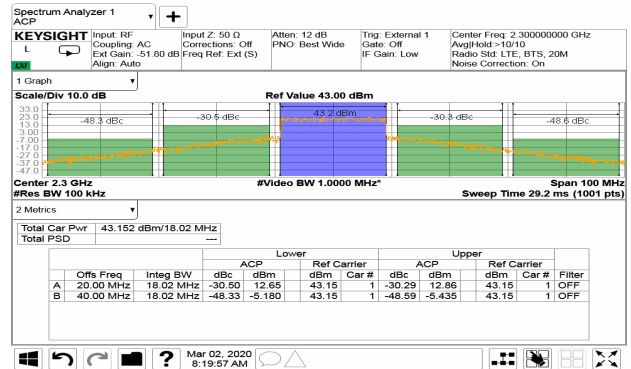 Spectrum Analyzer 1
ACP
KEYSIGHT
L
LXI
Input: RF
Coupling: AC
Ext Gain: -51.80 dB
Align: Auto
Input Z: 50 Ω
Corrections: Off
Freq Ref: Ext (S)
Atten: 12 dB
PNO: Best Wide
Trig: External 1
Gate: Off
IF Gain: Low
Center Freq: 2.300000000 GHz
Avg|Hold:>10/10
Radio Std: LTE, BTS, 20M
Noise Correction: On
1 Graph
Scale/Div 10.0 dB
Ref Value 43.00 dBm
33.0
23.0
13.0
3.00
-7.00
-17.0
-27.0
-37.0
-47.0
-48.3 dBc
-30.5 dBc
43.2 dBm
-30.3 dBc
-48.6 dBc
Center 2.3 GHz
#Video BW 1.0000 MHz*
Span 100 MHz
#Res BW 100 kHz
Sweep Time 29.2 ms (1001 pts)
2 Metrics
Total Car Pwr 43.152 dBm/18.02 MHz
Total PSD ---
Lower Upper
ACP Ref Carrier ACP Ref Carrier
Offs Freq Integ BW dBc dBm dBm Car # dBc dBm dBm Car # Filter
A 20.00 MHz 18.02 MHz -30.50 12.65 43.15 1 -30.29 12.86 43.15 1 OFF
B 40.00 MHz 18.02 MHz -48.33 -5.180 43.15 1 -48.59 -5.435 43.15 1 OFF
?
Mar 02, 2020
8:19:57 AM